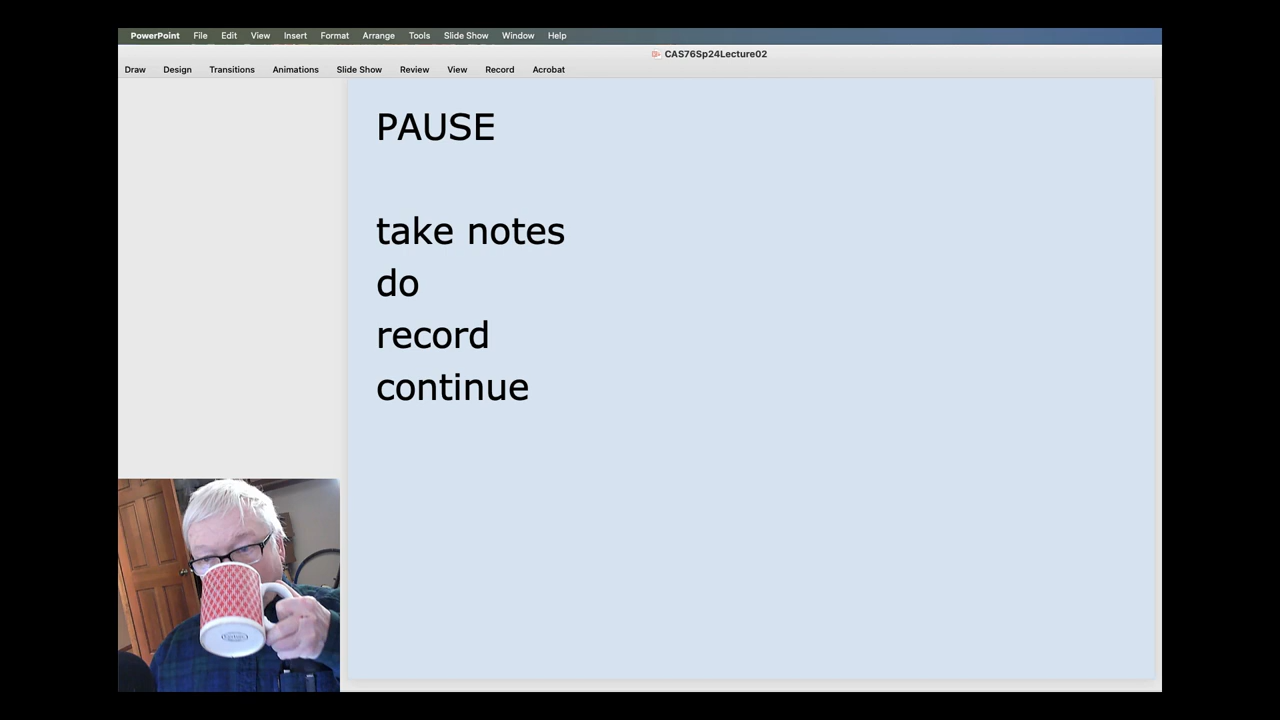 PowerPoint File Edit View Insert Format Arrange Tools Slide Show Window Help
CAS76Sp24Lecture02
Draw Design Transitions Animations Slide Show Review View Record Acrobat
PAUSE
take notes
do
record
continue